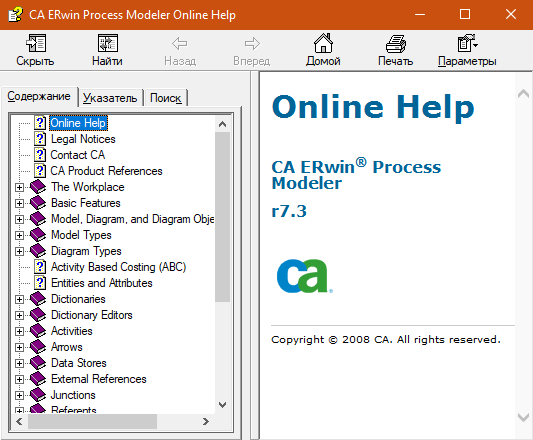 CA ERwin Process Modeler Online Help
Скрыть Найти Назад Вперед Домой Печать Параметры
Содержание Указатель Поиск
Online Help
Legal Notices
Contact CA
CA Product References
The Workplace
Basic Features
Model, Diagram, and Diagram Obje
Model Types
Diagram Types
Activity Based Costing (ABC)
Entities and Attributes
Dictionaries
Dictionary Editors
Activities
Arrows
Data Stores
External References
Junctions
Referents
Online Help
CA ERwin® Process
Modeler
r7.3
ca
Copyright © 2008 CA. All rights reserved.